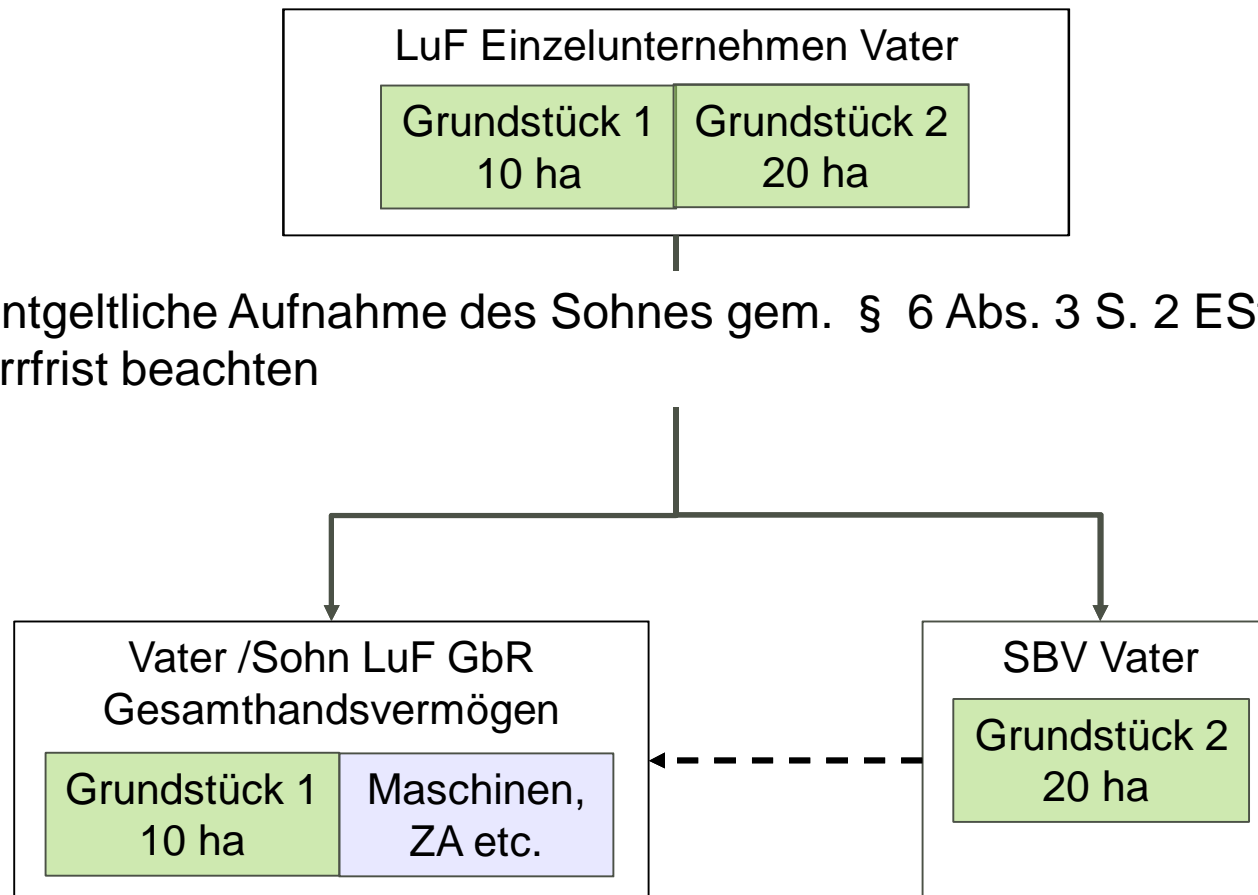 LuF Einzelunternehmen Vater
Grundstück 1 Grundstück 2
10 ha 20 ha
ntgeltliche Aufnahme des Sohnes gem. § 6 Abs. 3 S. 2 ES
rrfrist beachten
Vater /Sohn LuF GbR
Gesamthandsvermögen
Grundstück 1 Maschinen,
10 ha ZA etc.
SBV Vater
Grundstück 2
20 ha